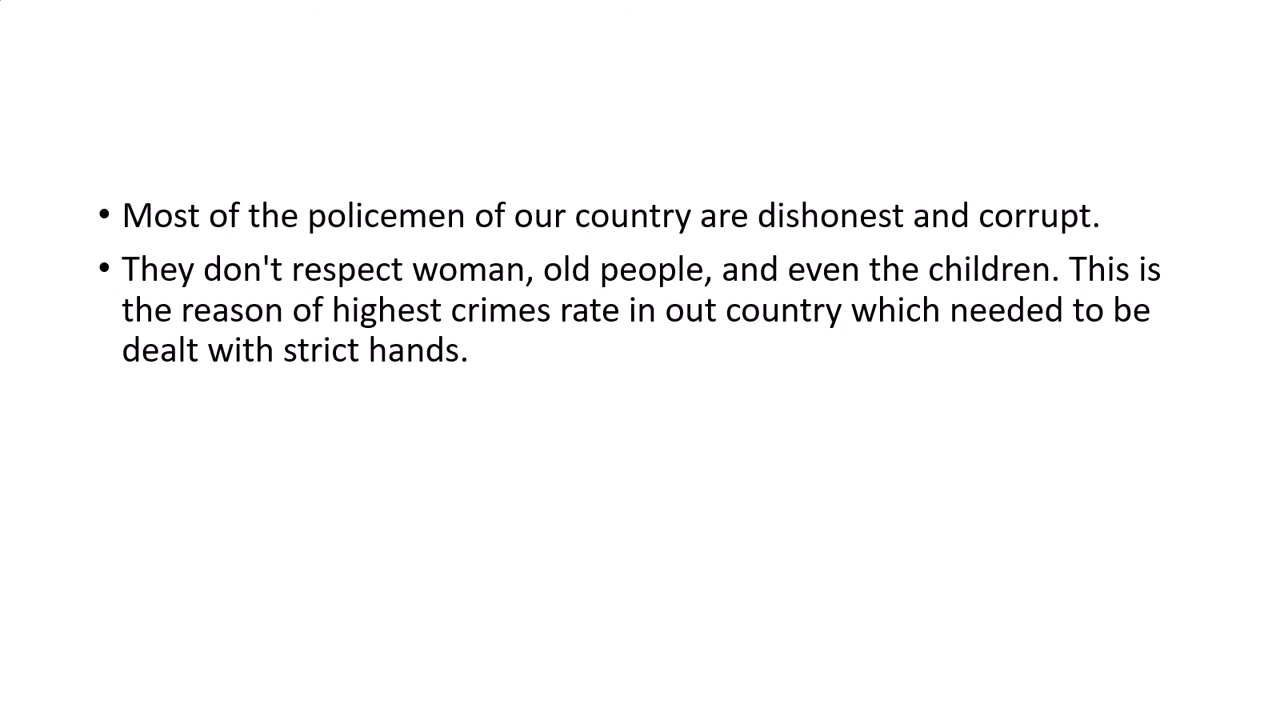 • Most of the policemen of our country are dishonest and corrupt.
• They don't respect woman, old people, and even the children. This is
the reason of highest crimes rate in out country which needed to be
dealt with strict hands.